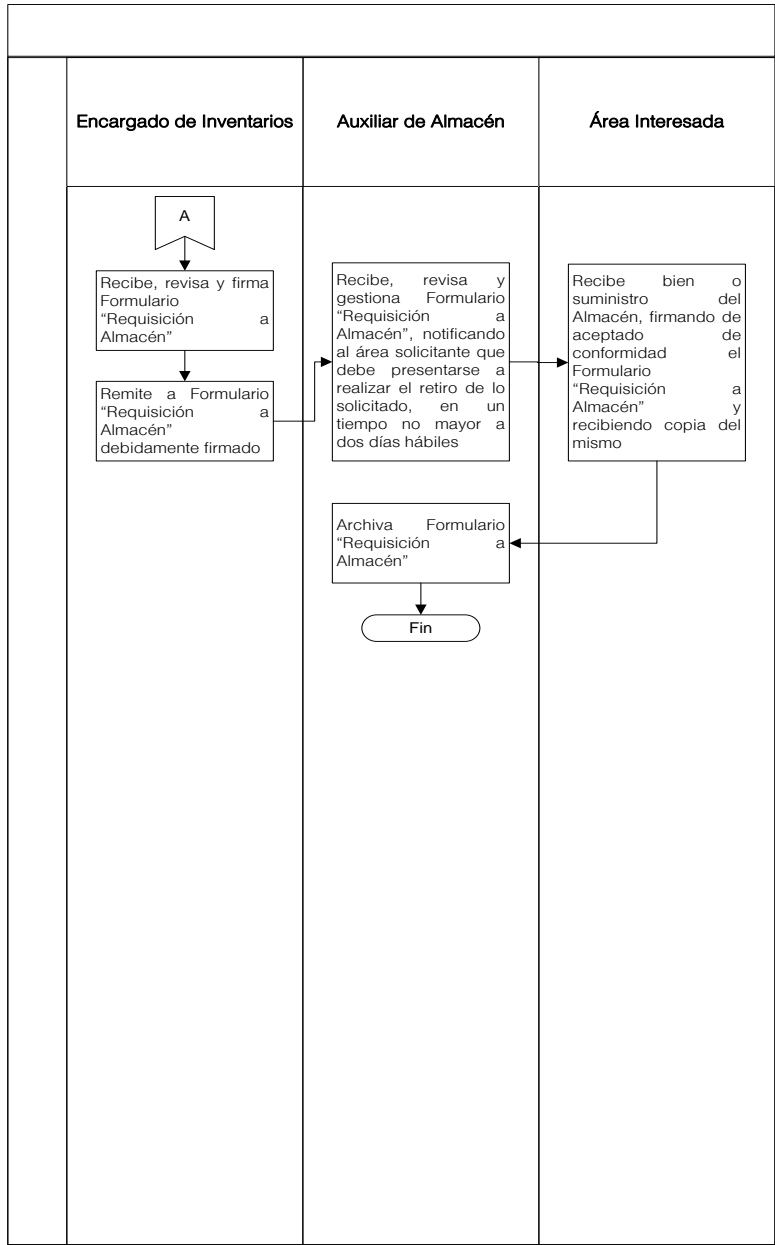 Encargado de Inventarios
Auxiliar de Almacén
Área Interesada
A
Recibe, revisa y firma
Formulario
“Requisición a
Almacén”
Remite a Formulario
“Requisición a
Almacén”
debidamente firmado
Recibe, revisa y
gestiona Formulario
“Requisición a
Almacén”, notificando
al área solicitante que
debe presentarse a
realizar el retiro de lo
solicitado, en un
tiempo no mayor a
dos días hábiles
Recibe bien o
suministro del
Almacén, firmando de
aceptado de
conformidad el
Formulario
“Requisición a
Almacén” y
recibiendo copia del
mismo
Archiva Formulario
“Requisición a
Almacén”
Fin